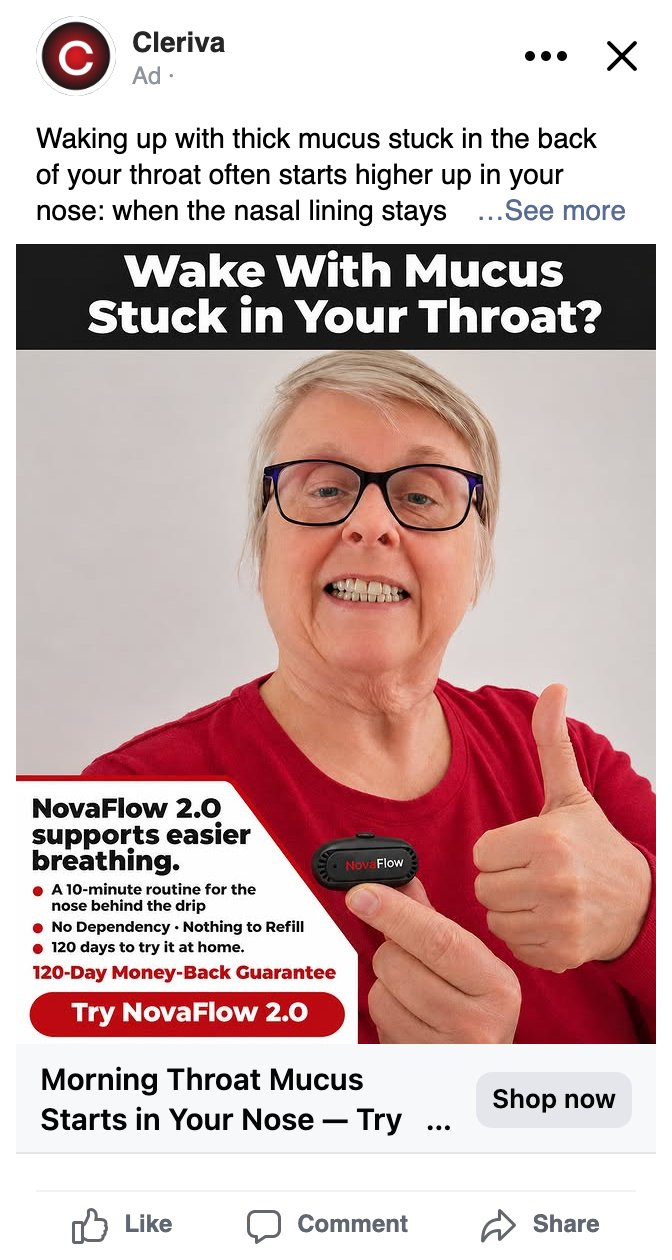 C
Cleriva
Ad ·
Waking up with thick mucus stuck in the back
of your throat often starts higher up in your
nose: when the nasal lining stays ...See more
Wake With Mucus
Stuck in Your Throat?
NovaFlow
NovaFlow 2.0
supports easier
breathing.
A 10-minute routine for the
nose behind the drip
No Dependency · Nothing to Refill
120 days to try it at home.
120-Day Money-Back Guarantee
Try NovaFlow 2.0
Morning Throat Mucus
Starts in Your Nose — Try ...
Shop now
Like Comment Share